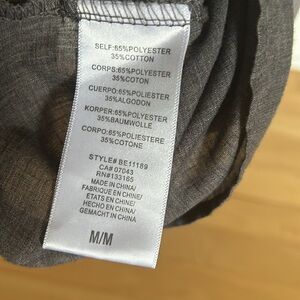 SELF:65%POLYESTER
35%COTTON
CORPS:65%POLYESTER
35%COTON
CUERPO:65%POLIESTER
35%ALGODON
KORPER:65%POLYESTER
35%BAUMWOLLE
CORPO:65%POLIESTERE
35%COTONE
STYLE# BE11189
CA# 07043
RN#133185
MADE IN CHINA/
FABRIQUE EN CHINE/
ETATS EN CHINE/
HECHO EN CHINA/
GEMACHT IN CHINA
M/M